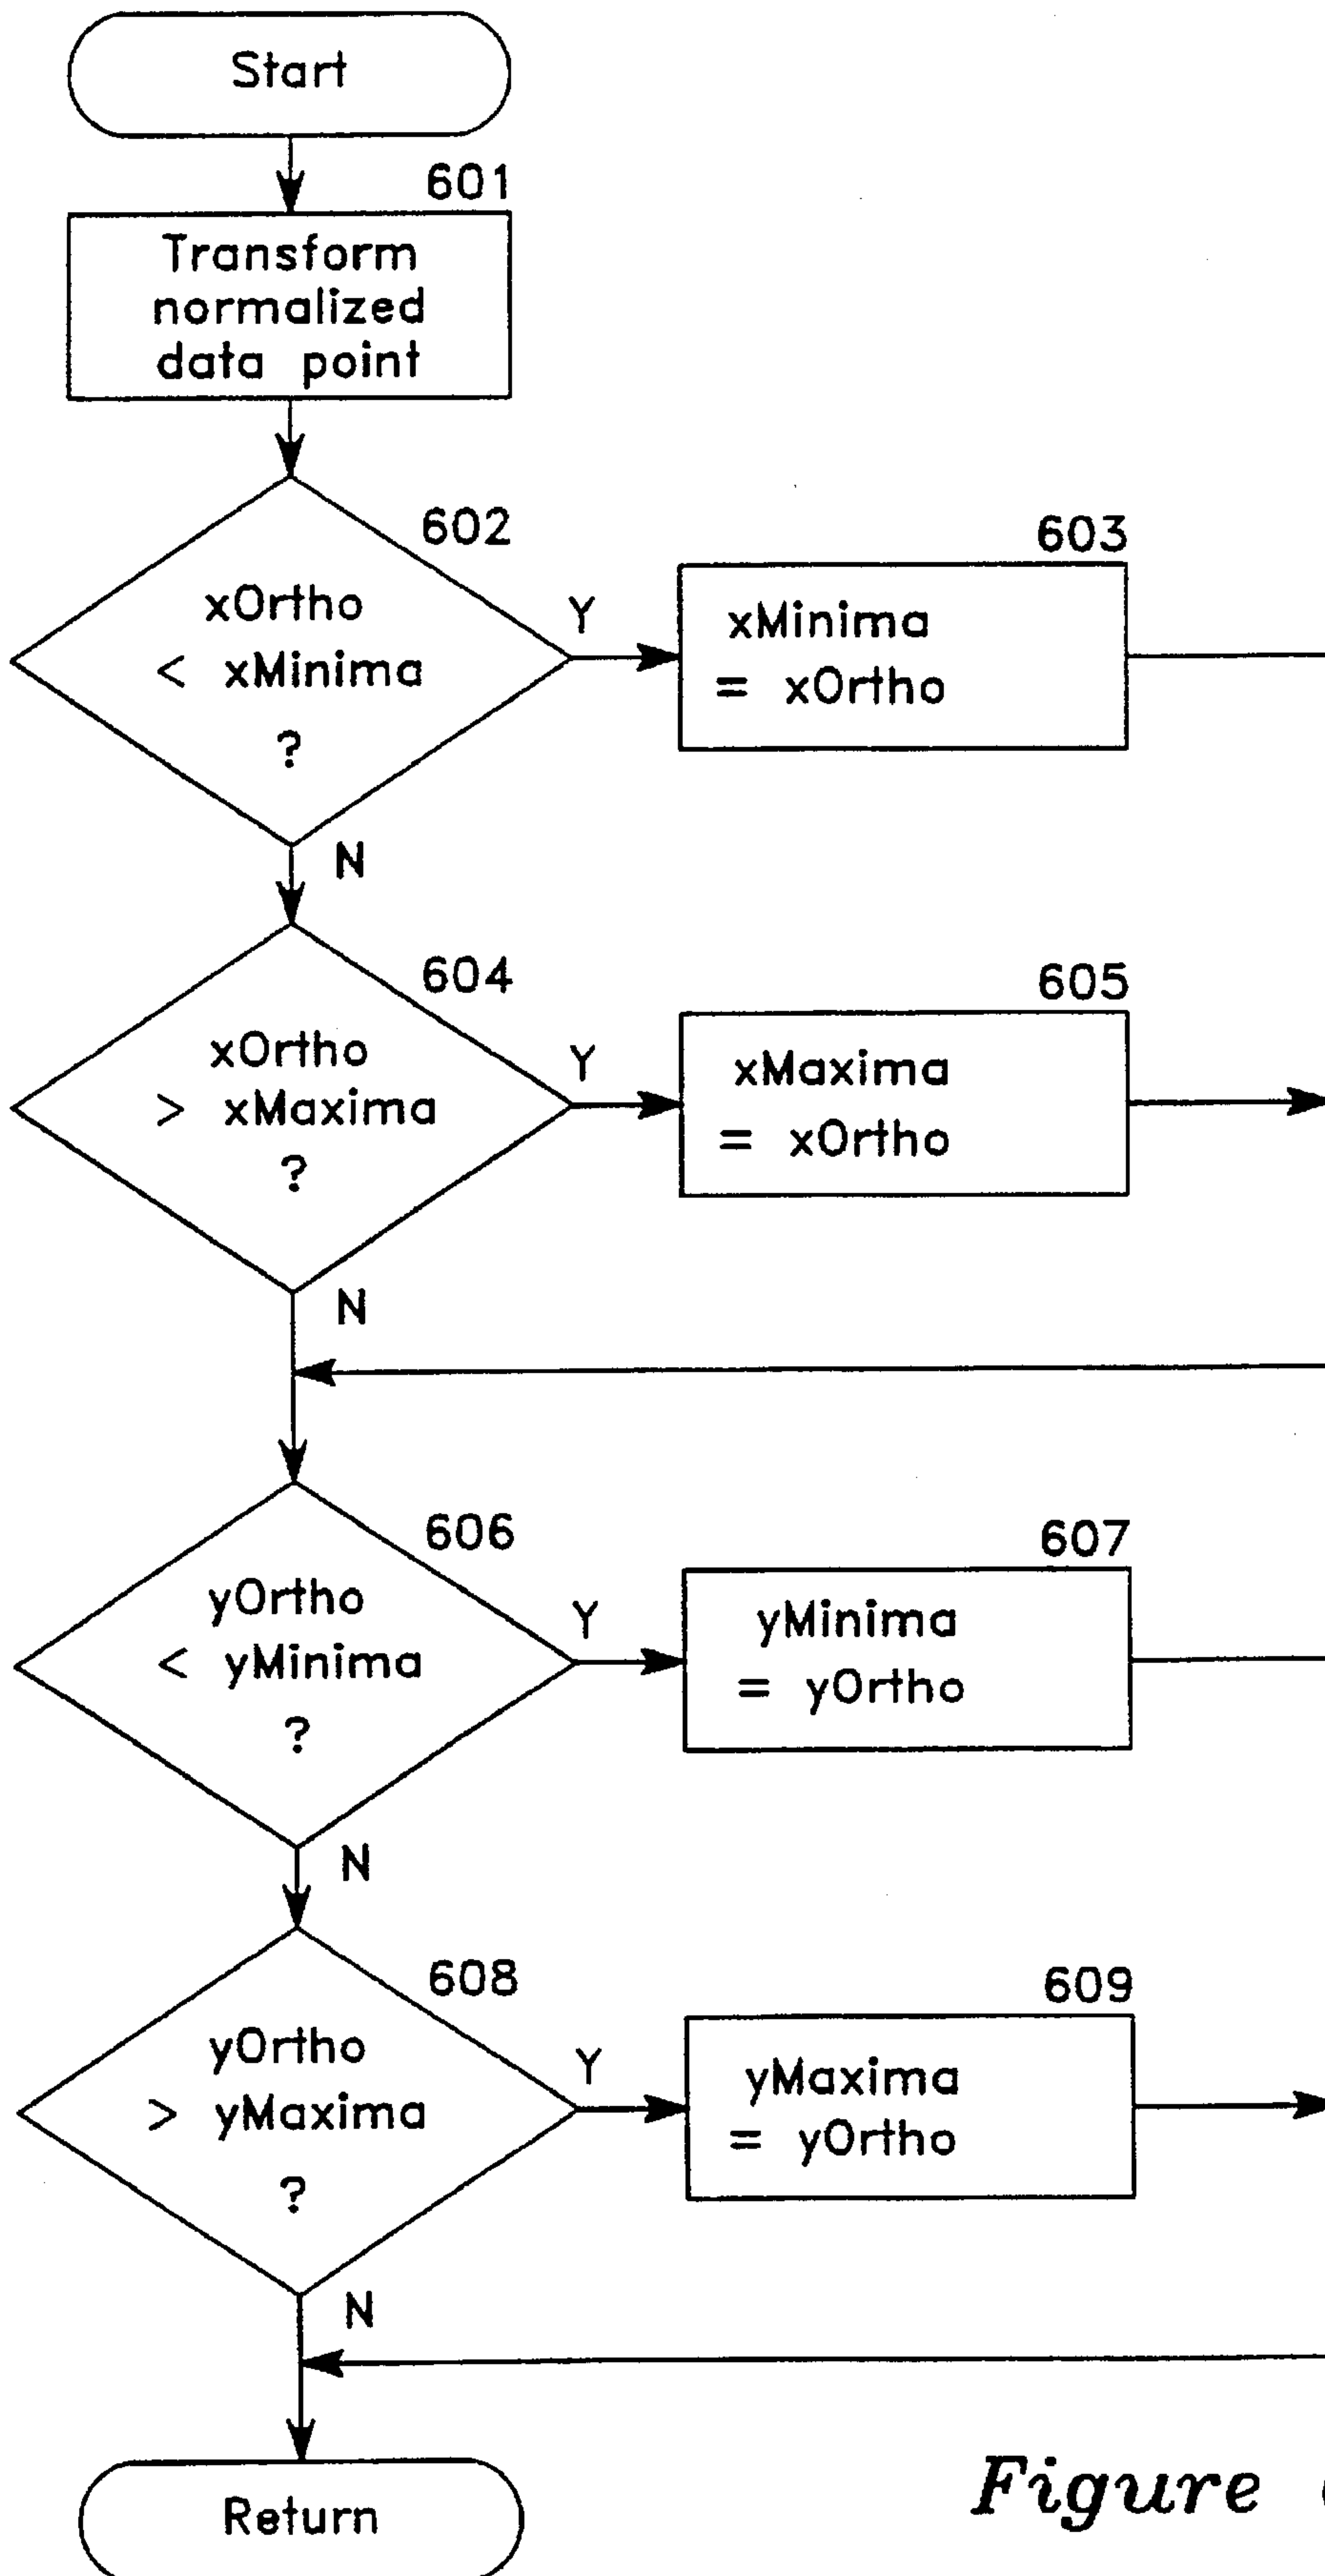 Start
601
Transform
normalized
data point
602
xOrtho
< xMinima
?
Y
603
xMinima
= xOrtho
N
604
xOrtho
> xMaxima
?
Y
605
xMaxima
= xOrtho
N
606
yOrtho
< yMinima
?
Y
607
yMinima
= yOrtho
N
608
yOrtho
> yMaxima
?
Y
609
yMaxima
= yOrtho
N
Return
Figure